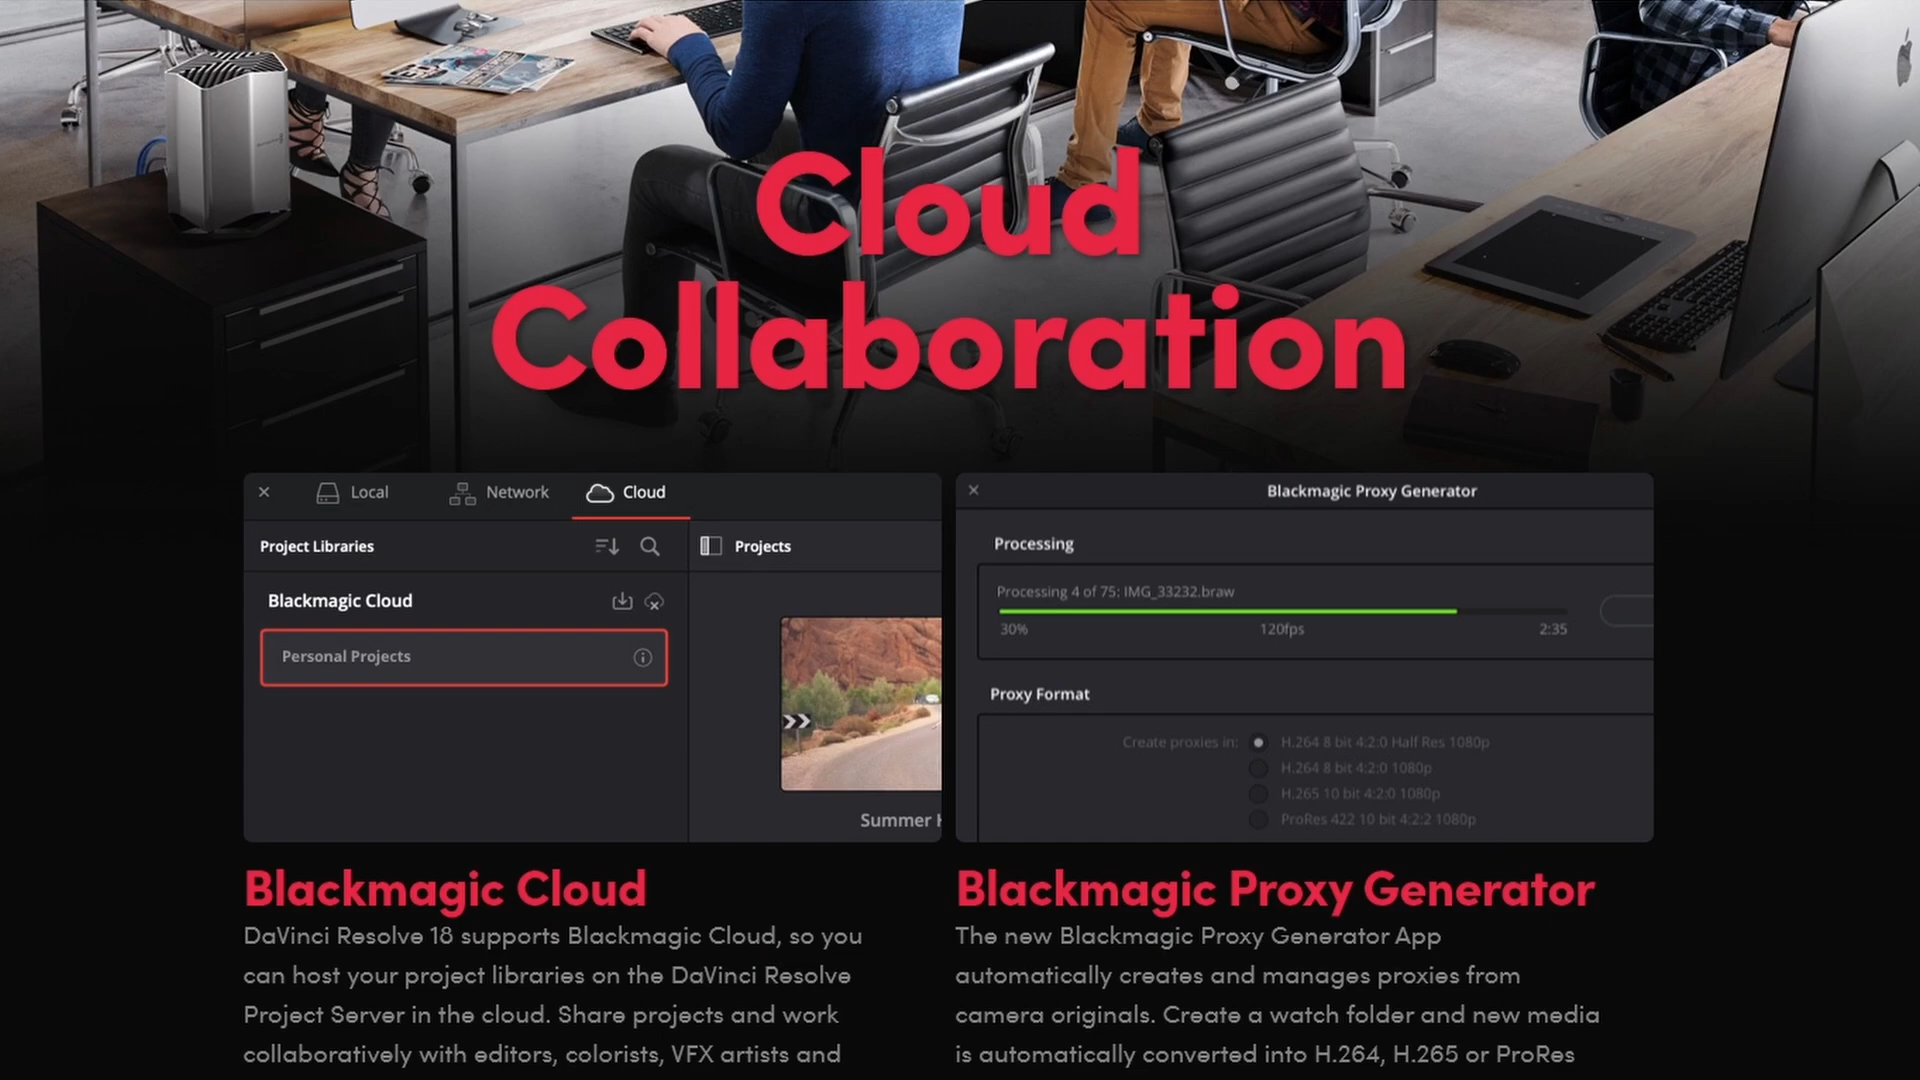 Cloud
Collaboration
Local
Network
Cloud
Project Libraries
Projects
Blackmagic Cloud
Personal Projects
Summer
Blackmagic Proxy Generator
Processing
Processing 4 of 75: IMG_33232.braw
30%
120fps
2:35
Proxy Format
Create proxies in:
H.264 8 bit 4:2:0 Half Res 1080p
H.264 8 bit 4:2:0 1080p
H.265 10 bit 4:2:0 1080p
ProRes 422 10 bit 4:2:2 1080p
Blackmagic Cloud
DaVinci Resolve 18 supports Blackmagic Cloud, so you
can host your project libraries on the DaVinci Resolve
Project Server in the cloud. Share projects and work
collaboratively with editors, colorists, VFX artists and
Blackmagic Proxy Generator
The new Blackmagic Proxy Generator App
automatically creates and manages proxies from
camera originals. Create a watch folder and new media
is automatically converted into H.264, H.265 or ProRes